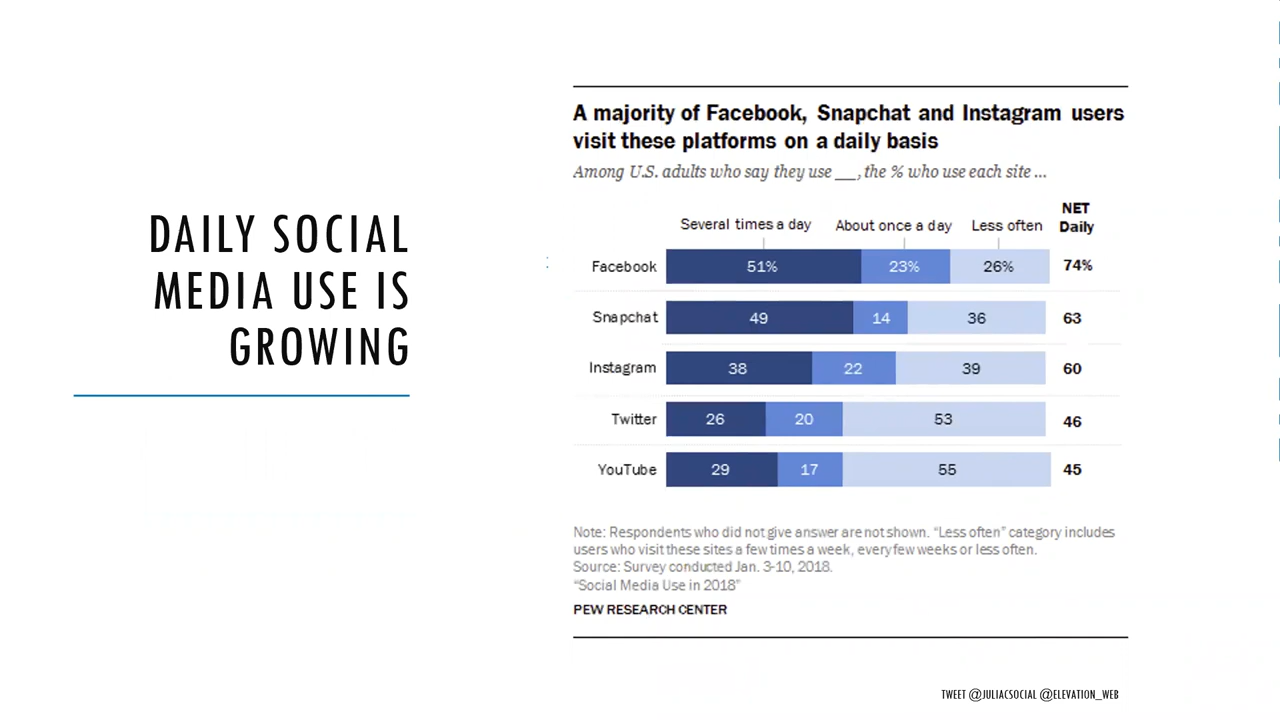 DAILY SOCIAL
MEDIA USE IS
GROWING
A majority of Facebook, Snapchat and Instagram users
visit these platforms on a daily basis
Among U.S. adults who say they use __, the % who use each site ...
Several times a day About once a day Less often NET Daily
Facebook 51% 23% 26% 74%
Snapchat 49 14 36 63
Instagram 38 22 39 60
Twitter 26 20 53 46
YouTube 29 17 55 45
Note: Respondents who did not give answer are not shown. “Less often” category includes
users who visit these sites a few times a week, every few weeks or less often.
Source: Survey conducted Jan. 3-10, 2018.
“Social Media Use in 2018”
PEW RESEARCH CENTER
TWEET @JULIACSOCIAL @ELEVATION_WEB